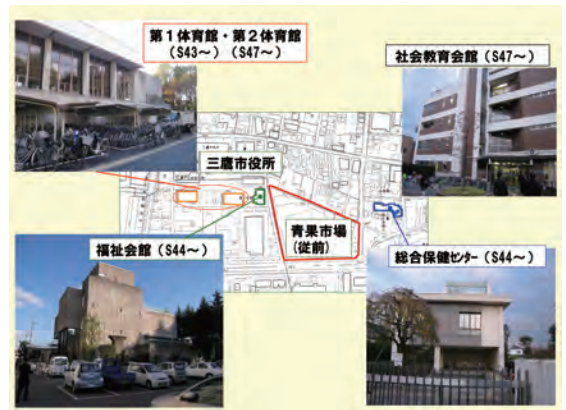 第1体育館・第2体育館
(S43～) (S47～)
社会教育会館(S47～)
三鷹市役所
青果市場
(従前)
福祉会館(S44～)
総合保健センター(S44～)